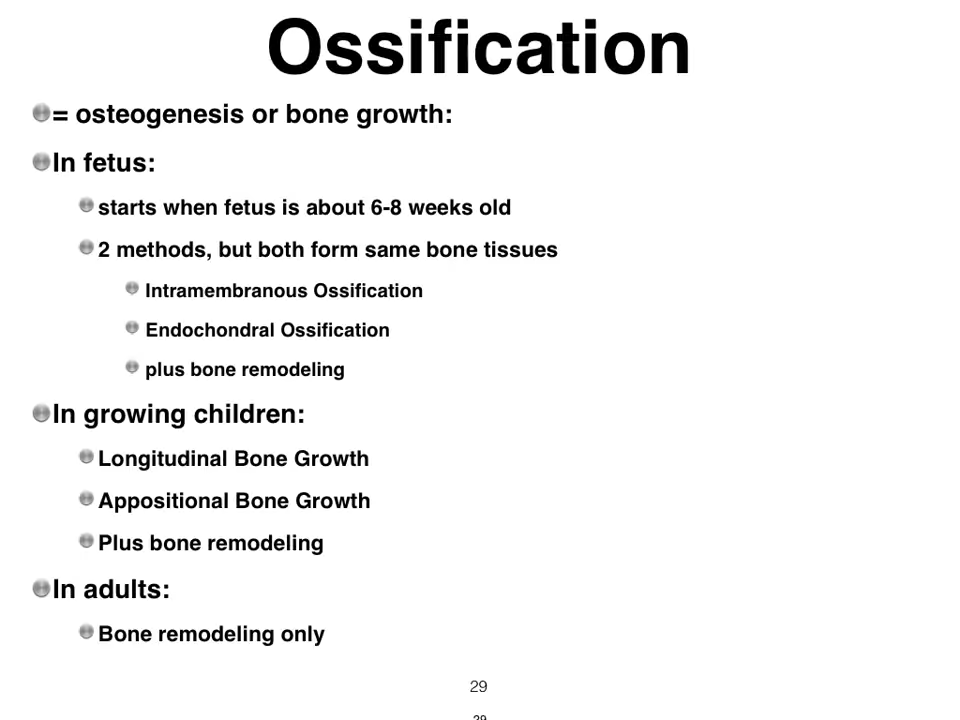 Ossification
= osteogenesis or bone growth:
In fetus:
starts when fetus is about 6-8 weeks old
2 methods, but both form same bone tissues
Intramembranous Ossification
Endochondral Ossification
plus bone remodeling
In growing children:
Longitudinal Bone Growth
Appositional Bone Growth
Plus bone remodeling
In adults:
Bone remodeling only
29
29